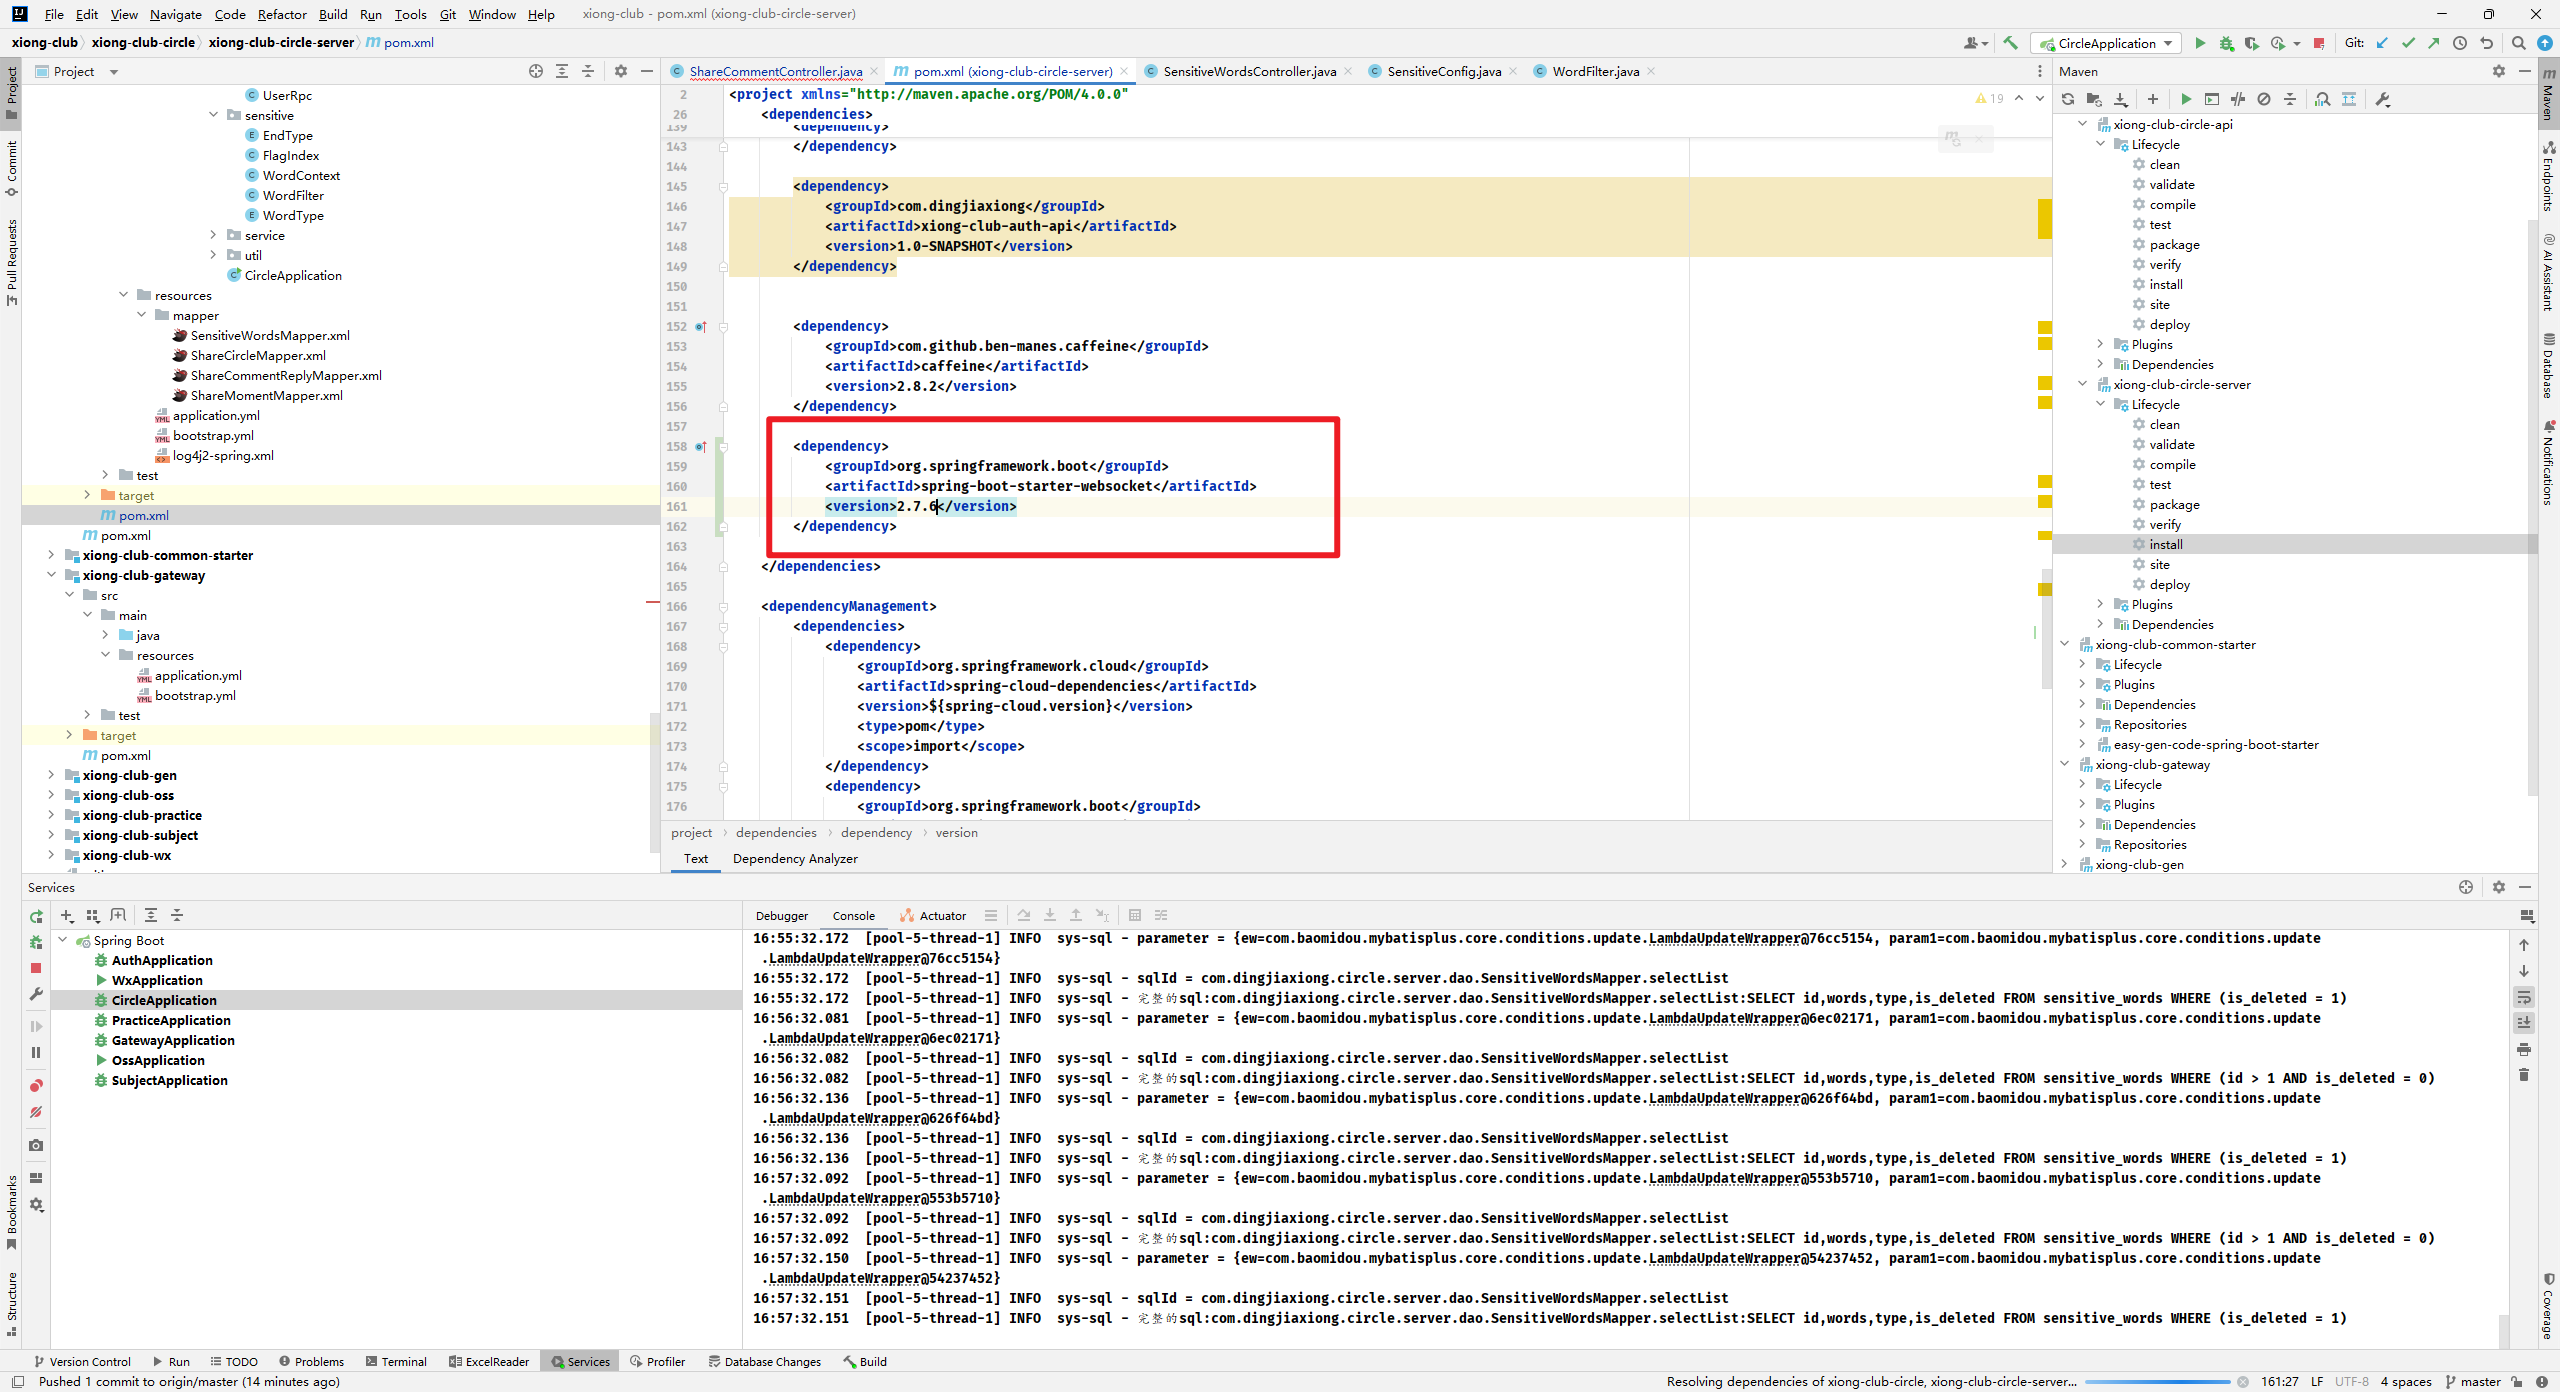 File Edit View Navigate Code Refactor Build Run Tools Git Window Help xiong-club - pom.xml (xiong-club-circle-server)
xiong-club xiong-club-circle xiong-club-circle-server pom.xml
CircleApplication Git:
Project
Commit
Pull Requests
Bookmarks
Structure
Project
UserRpc
sensitive
EndType
FlagIndex
WordContext
WordFilter
WordType
service
util
CircleApplication
resources
mapper
SensitiveWordsMapper.xml
ShareCircleMapper.xml
ShareCommentReplyMapper.xml
ShareMomentMapper.xml
application.yml
bootstrap.yml
log4j2-spring.xml
test
target
pom.xml
pom.xml
xiong-club-common-starter
xiong-club-gateway
src
main
java
resources
application.yml
bootstrap.yml
test
target
pom.xml
xiong-club-gen
xiong-club-oss
xiong-club-practice
xiong-club-subject
xiong-club-wx
ShareCommentController.java pom.xml (xiong-club-circle-server) SensitiveWordsController.java SensitiveConfig.java WordFilter.java
19
2 <project xmlns="http://maven.apache.org/POM/4.0.0"
26 <dependencies>
139 <dependency>
143 </dependency>
144
145 <dependency>
146 <groupId>com.dingjiaxiong</groupId>
147 <artifactId>xiong-club-auth-api</artifactId>
148 <version>1.0-SNAPSHOT</version>
149 </dependency>
150
151
152 <dependency>
153 <groupId>com.github.ben-manes.caffeine</groupId>
154 <artifactId>caffeine</artifactId>
155 <version>2.8.2</version>
156 </dependency>
157
158 <dependency>
159 <groupId>org.springframework.boot</groupId>
160 <artifactId>spring-boot-starter-websocket</artifactId>
161 <version>2.7.6</version>
162 </dependency>
163
164 </dependencies>
165
166 <dependencyManagement>
167 <dependencies>
168 <dependency>
169 <groupId>org.springframework.cloud</groupId>
170 <artifactId>spring-cloud-dependencies</artifactId>
171 <version>${spring-cloud.version}</version>
172 <type>pom</type>
173 <scope>import</scope>
174 </dependency>
175 <dependency>
176 <groupId>org.springframework.boot</groupId>
project dependencies dependency version
Text Dependency Analyzer
Maven
xiong-club-circle-api
Lifecycle
clean
validate
compile
test
package
verify
install
site
deploy
Plugins
Dependencies
xiong-club-circle-server
Lifecycle
clean
validate
compile
test
package
verify
install
site
deploy
Plugins
Dependencies
xiong-club-common-starter
Lifecycle
Plugins
Dependencies
Repositories
easy-gen-code-spring-boot-starter
xiong-club-gateway
Lifecycle
Plugins
Dependencies
Repositories
xiong-club-gen
Maven
Endpoints
AI Assistant
Database
Notifications
Coverage
Services
Spring Boot
AuthApplication
WxApplication
CircleApplication
PracticeApplication
GatewayApplication
OssApplication
SubjectApplication
Debugger Console Actuator
16:55:32.172 [pool-5-thread-1] INFO sys-sql - parameter = {ew=com.baomidou.mybatisplus.core.conditions.update.LambdaUpdateWrapper@76cc5154, param1=com.baomidou.mybatisplus.core.conditions.update
.LambdaUpdateWrapper@76cc5154}
16:55:32.172 [pool-5-thread-1] INFO sys-sql - sqlId = com.dingjiaxiong.circle.server.dao.SensitiveWordsMapper.selectList
16:55:32.172 [pool-5-thread-1] INFO sys-sql - 完整的sql:com.dingjiaxiong.circle.server.dao.SensitiveWordsMapper.selectList:SELECT id,words,type,is_deleted FROM sensitive_words WHERE (is_deleted = 1)
16:56:32.081 [pool-5-thread-1] INFO sys-sql - parameter = {ew=com.baomidou.mybatisplus.core.conditions.update.LambdaUpdateWrapper@6ec02171, param1=com.baomidou.mybatisplus.core.conditions.update
.LambdaUpdateWrapper@6ec02171}
16:56:32.082 [pool-5-thread-1] INFO sys-sql - sqlId = com.dingjiaxiong.circle.server.dao.SensitiveWordsMapper.selectList
16:56:32.082 [pool-5-thread-1] INFO sys-sql - 完整的sql:com.dingjiaxiong.circle.server.dao.SensitiveWordsMapper.selectList:SELECT id,words,type,is_deleted FROM sensitive_words WHERE (id > 1 AND is_deleted = 0)
16:56:32.136 [pool-5-thread-1] INFO sys-sql - parameter = {ew=com.baomidou.mybatisplus.core.conditions.update.LambdaUpdateWrapper@626f64bd, param1=com.baomidou.mybatisplus.core.conditions.update
.LambdaUpdateWrapper@626f64bd}
16:56:32.136 [pool-5-thread-1] INFO sys-sql - sqlId = com.dingjiaxiong.circle.server.dao.SensitiveWordsMapper.selectList
16:56:32.136 [pool-5-thread-1] INFO sys-sql - 完整的sql:com.dingjiaxiong.circle.server.dao.SensitiveWordsMapper.selectList:SELECT id,words,type,is_deleted FROM sensitive_words WHERE (is_deleted = 1)
16:57:32.092 [pool-5-thread-1] INFO sys-sql - parameter = {ew=com.baomidou.mybatisplus.core.conditions.update.LambdaUpdateWrapper@553b5710, param1=com.baomidou.mybatisplus.core.conditions.update
.LambdaUpdateWrapper@553b5710}
16:57:32.092 [pool-5-thread-1] INFO sys-sql - sqlId = com.dingjiaxiong.circle.server.dao.SensitiveWordsMapper.selectList
16:57:32.092 [pool-5-thread-1] INFO sys-sql - 完整的sql:com.dingjiaxiong.circle.server.dao.SensitiveWordsMapper.selectList:SELECT id,words,type,is_deleted FROM sensitive_words WHERE (id > 1 AND is_deleted = 0)
16:57:32.150 [pool-5-thread-1] INFO sys-sql - parameter = {ew=com.baomidou.mybatisplus.core.conditions.update.LambdaUpdateWrapper@54237452, param1=com.baomidou.mybatisplus.core.conditions.update
.LambdaUpdateWrapper@54237452}
16:57:32.151 [pool-5-thread-1] INFO sys-sql - sqlId = com.dingjiaxiong.circle.server.dao.SensitiveWordsMapper.selectList
16:57:32.151 [pool-5-thread-1] INFO sys-sql - 完整的sql:com.dingjiaxiong.circle.server.dao.SensitiveWordsMapper.selectList:SELECT id,words,type,is_deleted FROM sensitive_words WHERE (is_deleted = 1)
Version Control Run TODO Problems Terminal ExcelReader Services Profiler Database Changes Build
Pushed 1 commit to origin/master (14 minutes ago) Resolving dependencies of xiong-club-circle, xiong-club-circle-server... 161:27 LF UTF-8 4 spaces master